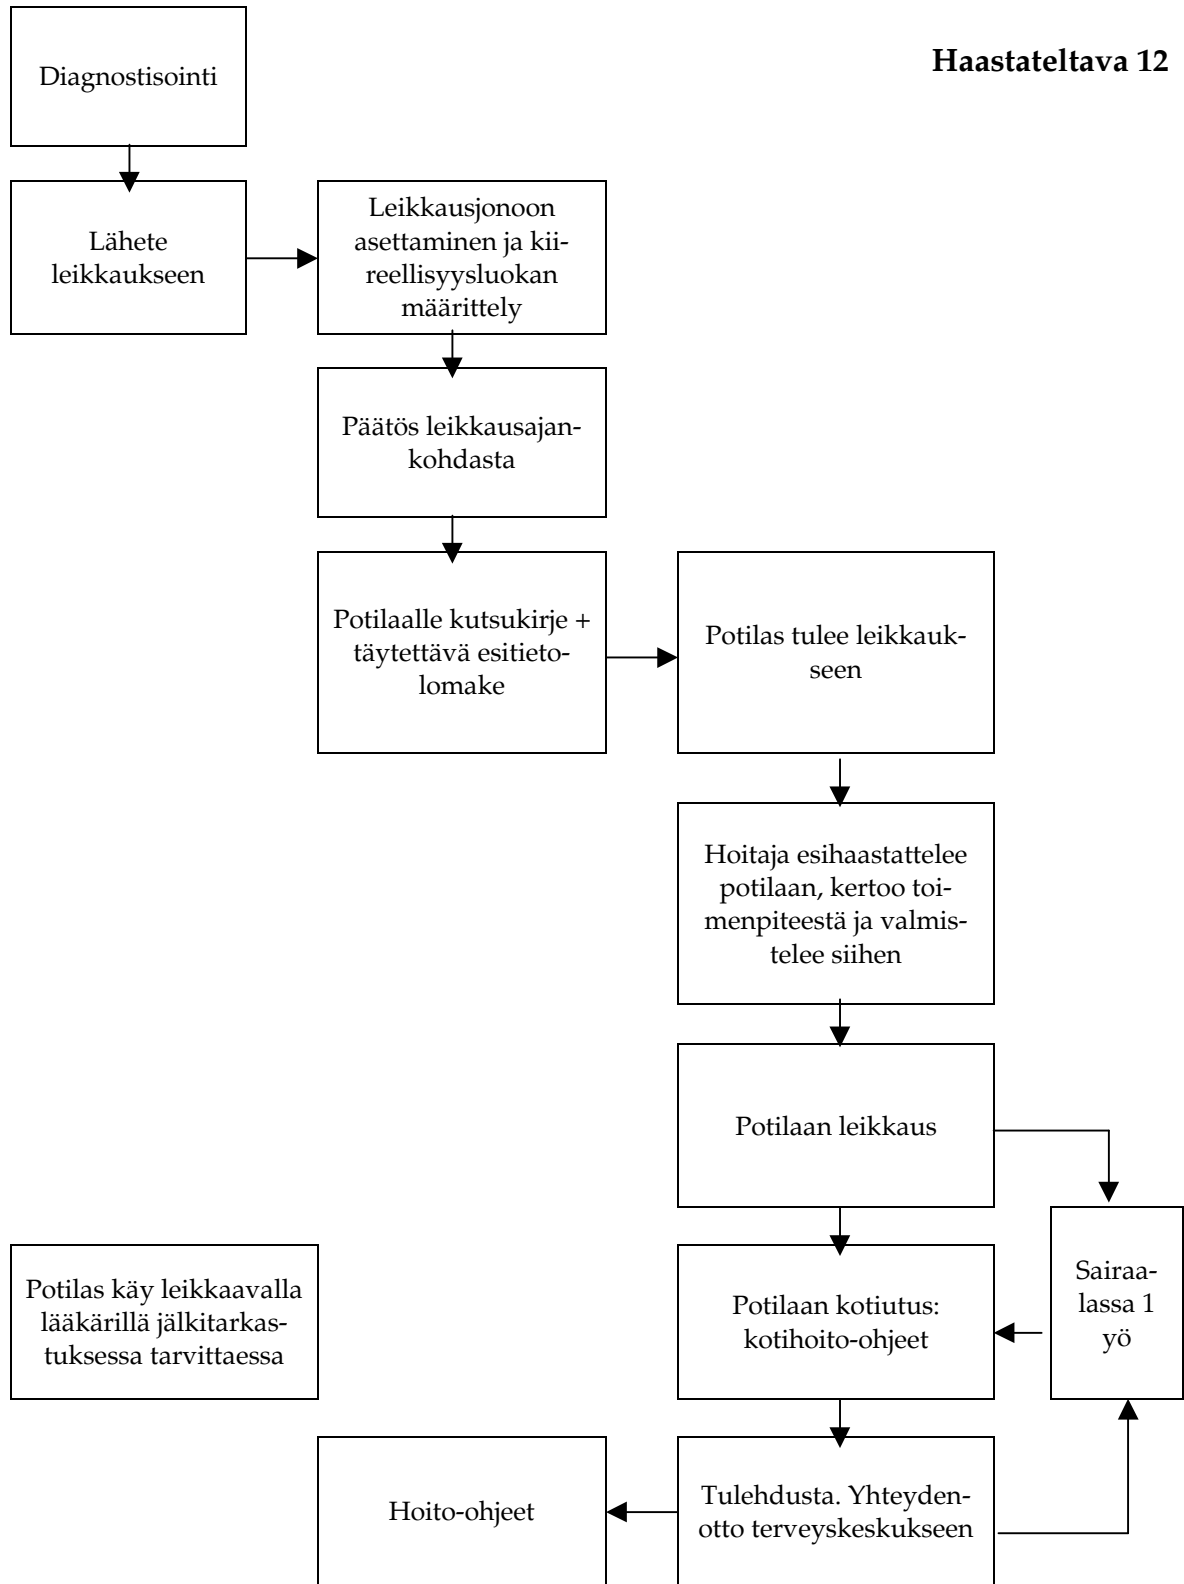 Haastateltava 12
Diagnostisointi
Lähete
leikkaukseen
Leikkausjonoon
asettaminen ja kii-
reellisyysluokan
määrittely
Päätös leikkausajan-
kohdasta
Potilaalle kutsukirje +
täytettävä esitieto-
lomake
Potilas tulee leikkauk-
seen
Hoitaja esihaastattelee
potilaan, kertoo toi-
menpiteestä ja valmis-
telee siihen
Potilaan leikkaus
Sairaa-
lassa 1
yö
Potilaan kotiutus:
kotihoito-ohjeet
Potilas käy leikkaavalla
lääkärillä jälkitarkas-
tuksessa tarvittaessa
Tulehdusta. Yhteyden-
otto terveyskeskukseen
Hoito-ohjeet